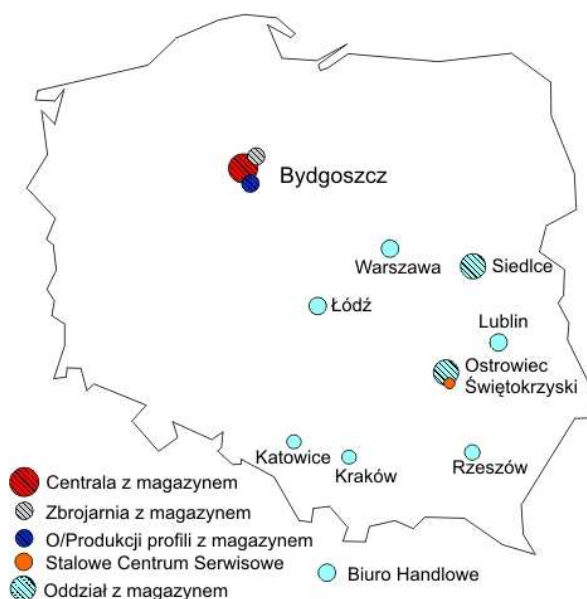 Bydgoszcz
Warszawa
Siedlce
Łódź
Lublin
Ostrowiec
Świętokrzyski
Katowice
Kraków
Rzeszów
Centrala z magazynem
Zbrojarnia z magazynem
O/Produkcji profili z magazynem
Stalowe Centrum Serwisowe
Oddział z magazynem
Biuro Handlowe